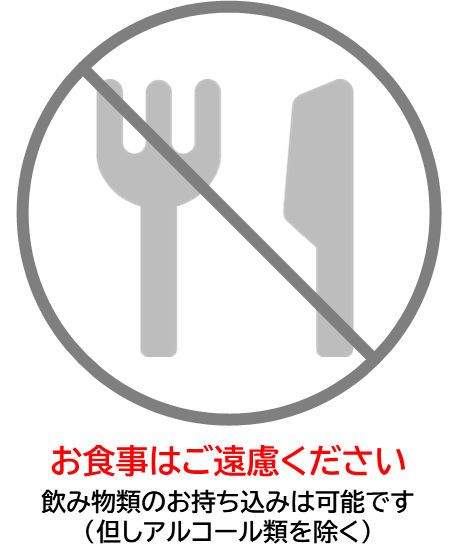 お食事はご遠慮ください
飲み物類のお持ち込みは可能です
（但しアルコール類を除く）